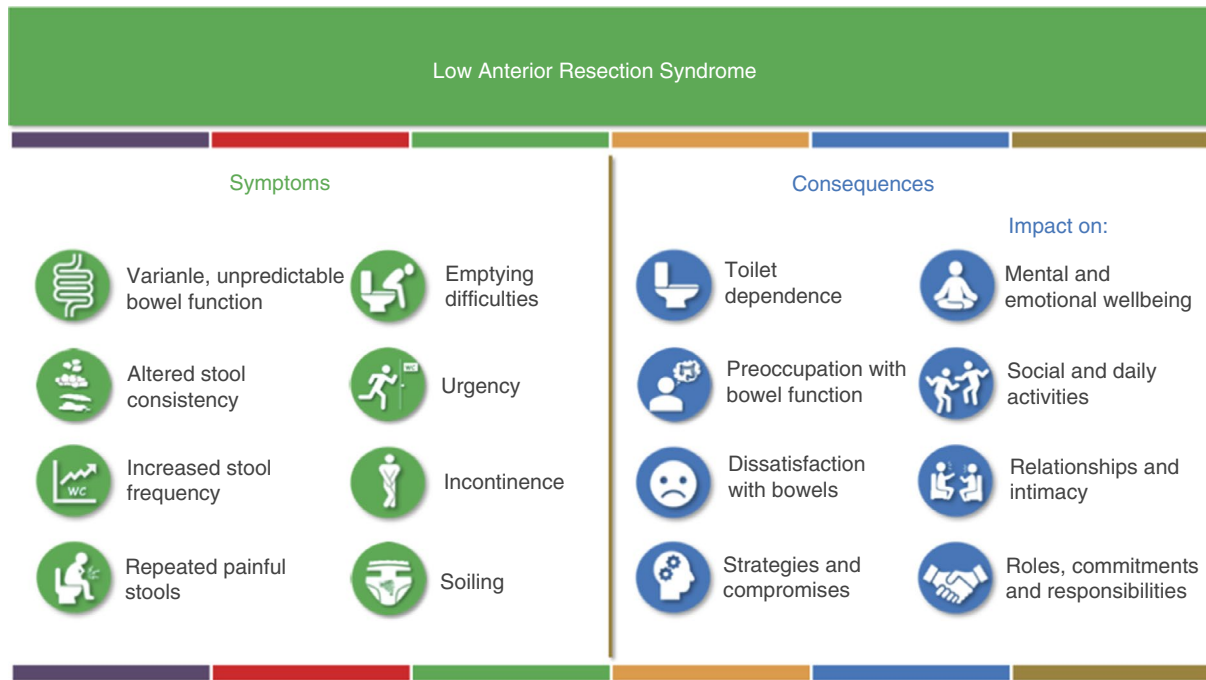 Low Anterior Resection Syndrome
Symptoms
Varianle, unpredictable
bowel function
Altered stool
consistency
Increased stool
frequency
WC
Repeated painful
stools
Emptying
difficulties
Urgency
WC
Incontinence
Soiling
Consequences
Toilet
dependence
Preoccupation with
bowel function
Dissatisfaction
with bowels
Strategies and
compromises
Impact on:
Mental and
emotional wellbeing
Social and daily
activities
Relationships and
intimacy
Roles, commitments
and responsibilities